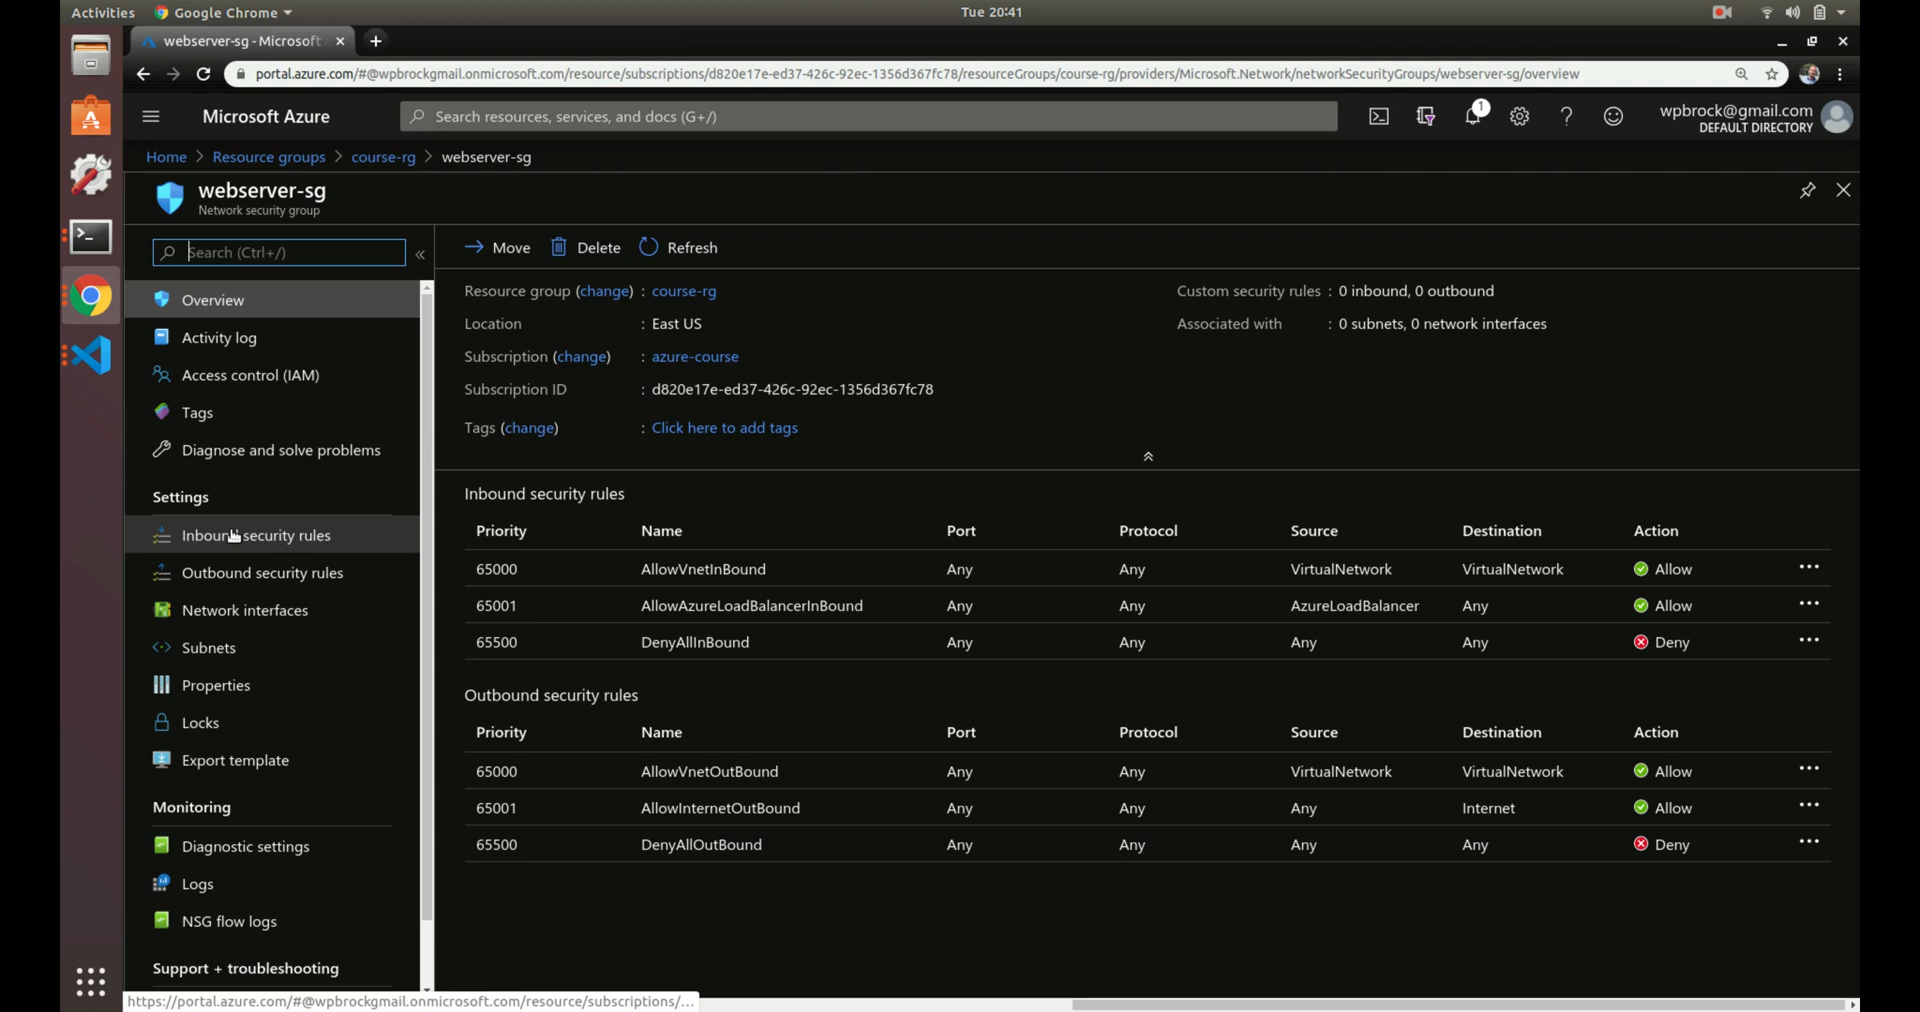 Activities Google Chrome Tue 20:41
webserver-sg - Microsoft
portal.azure.com/#@wpbrockgmail.onmicrosoft.com/resource/subscriptions/d820e17e-ed37-426c-92ec-1356d367fc78/resourceGroups/course-rg/providers/Microsoft.Network/networkSecurityGroups/webserver-sg/overview
Microsoft Azure Search resources, services, and docs (G+/) 1 wpbrock@gmail.com
DEFAULT DIRECTORY
Home > Resource groups > course-rg > webserver-sg
webserver-sg
Network security group
Search (Ctrl+/)
«
Overview
Activity log
Access control (IAM)
Tags
Diagnose and solve problems
Settings
Inbound security rules
Outbound security rules
Network interfaces
Subnets
Properties
Locks
Export template
Monitoring
Diagnostic settings
Logs
NSG flow logs
Support + troubleshooting
https://portal.azure.com/#@wpbrockgmail.onmicrosoft.com/resource/subscriptions/...
Move Delete Refresh
Resource group (change) : course-rg
Location : East US
Subscription (change) : azure-course
Subscription ID : d820e17e-ed37-426c-92ec-1356d367fc78
Tags (change) : Click here to add tags
Custom security rules : 0 inbound, 0 outbound
Associated with : 0 subnets, 0 network interfaces
Inbound security rules
Priority Name Port Protocol Source Destination Action
65000 AllowVnetInBound Any Any VirtualNetwork VirtualNetwork Allow ...
65001 AllowAzureLoadBalancerInBound Any Any AzureLoadBalancer Any Allow ...
65500 DenyAllInBound Any Any Any Any Deny ...
Outbound security rules
Priority Name Port Protocol Source Destination Action
65000 AllowVnetOutBound Any Any VirtualNetwork VirtualNetwork Allow ...
65001 AllowInternetOutBound Any Any Any Internet Allow ...
65500 DenyAllOutBound Any Any Any Any Deny ...